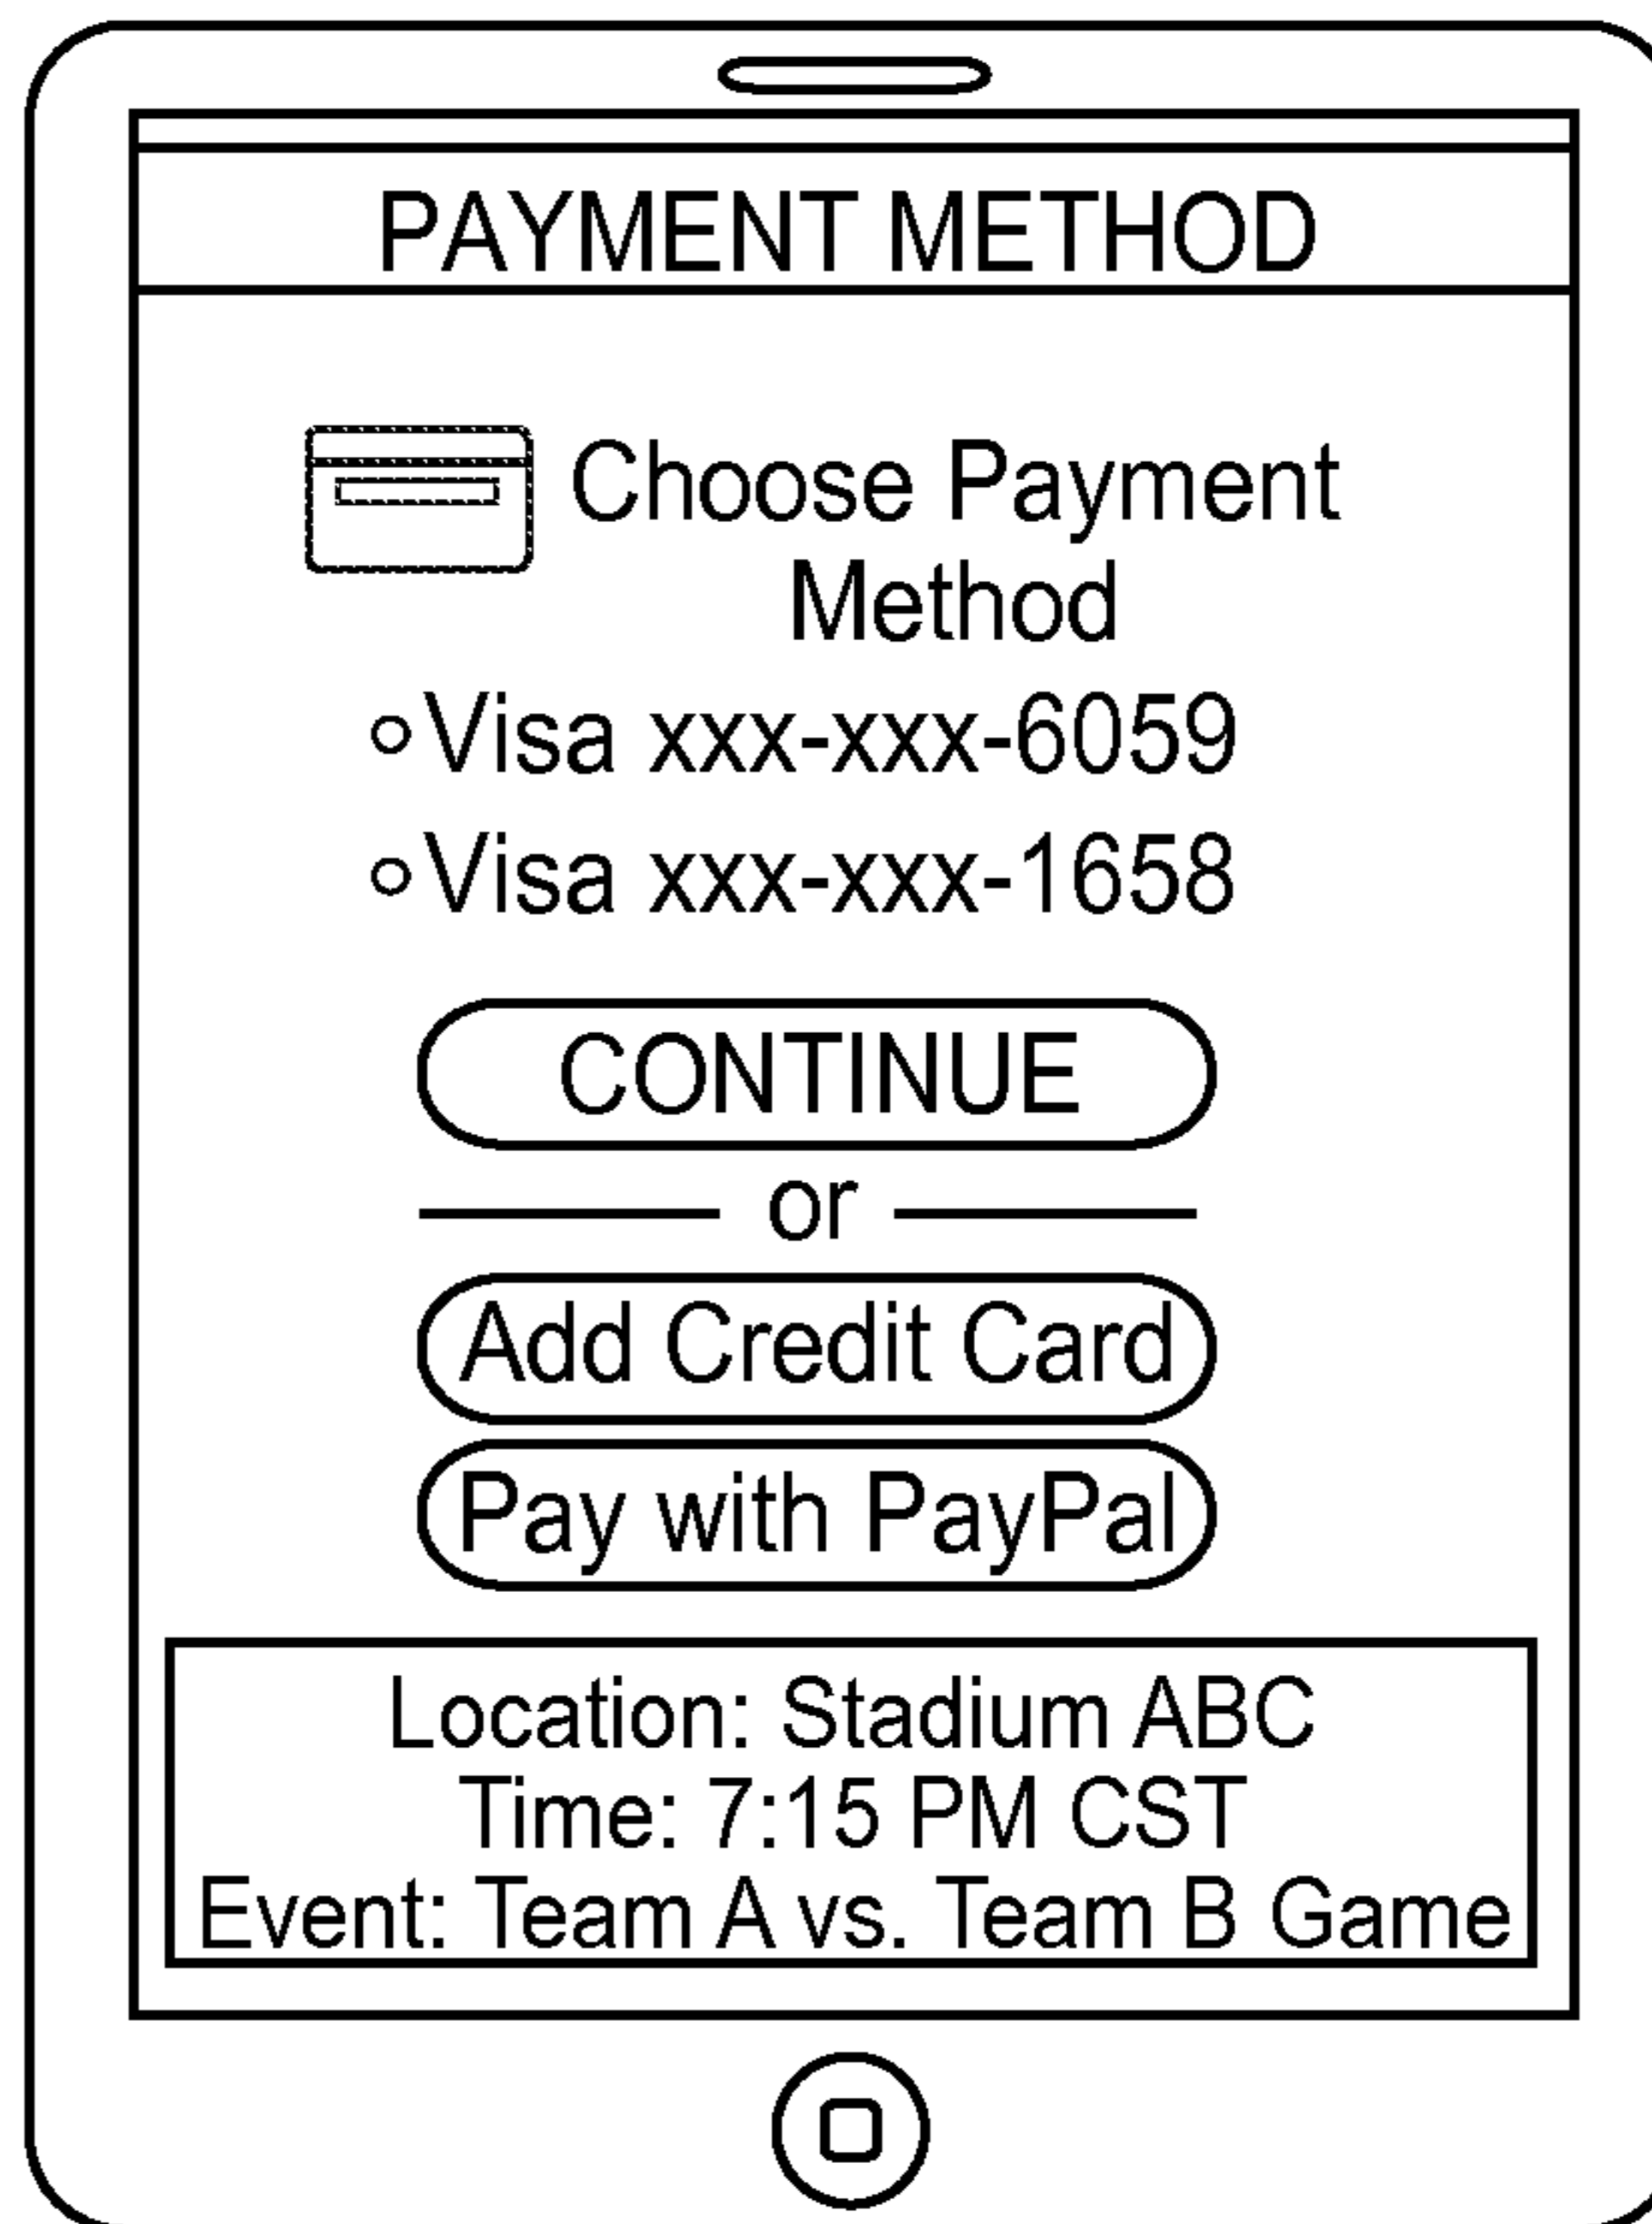 PAYMENT METHOD
Choose Payment
Method
Visa xxx-xxx-6059
Visa xxx-xxx-1658
CONTINUE
or
Add Credit Card
Pay with PayPal
Location: Stadium ABC
Time: 7:15 PM CST
Event: Team A vs. Team B Game